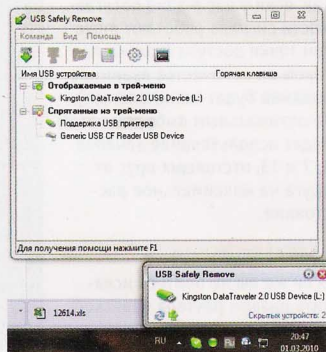 USB Safely Remove
Команда Вид Помощь
Имя USB устройства Горячая клавиша
Отображаемые в трей-меню
Kingston DataTraveler 2.0 USB Device (L:)
Спрятанные из трей-меню
Поддержка USB принтера
Generic USB CF Reader USB Device
Для получения помощи нажмите F1
USB Safely Remove
Kingston DataTraveler 2.0 USB Device (L:)
Скрытых устройств: 2
12614.xls
RU
20:47
01.03.2010